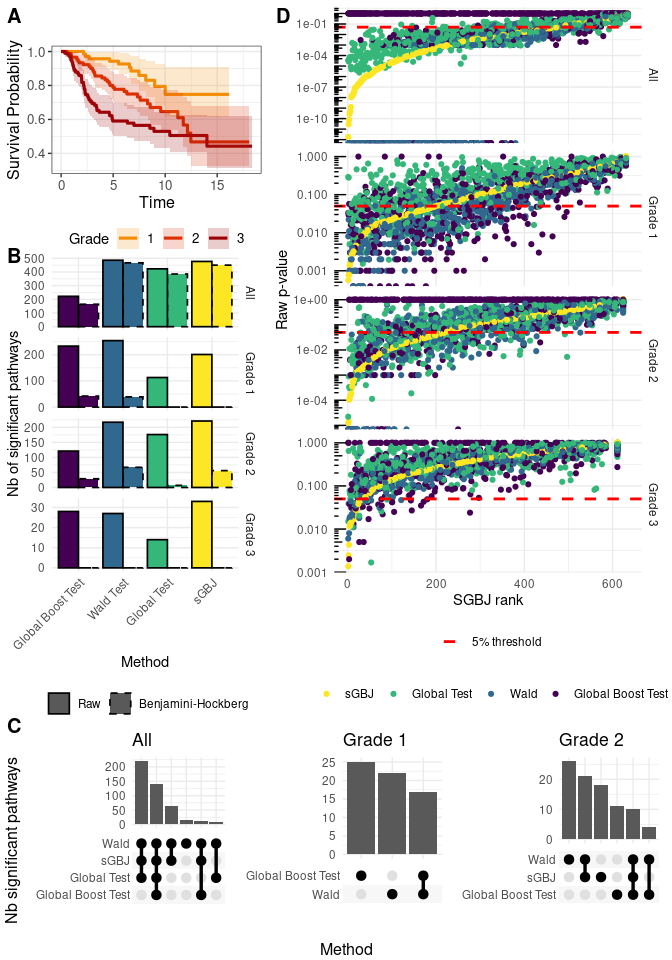 A
Survival Probability
1.0
0.8
0.6
0.4
0
5
10
15
Time
Grade
1
2
3
B
Nb of significant pathways
500
400
300
200
100
0
All
200
100
0
Grade 1
200
150
100
50
0
Grade 2
30
20
10
0
Grade 3
Global Boost Test
Wald Test
Global Test
sGBJ
Method
Raw
Benjamini-Hockberg
D
Raw p-value
1e-01
1e-04
1e-07
1e-10
All
1.000
0.100
0.010
0.001
Grade 1
1e+00
1e-02
1e-04
Grade 2
1.000
0.100
0.010
0.001
Grade 3
0
200
400
600
SGBJ rank
5% threshold
sGBJ
Global Test
Wald
Global Boost Test
C
Nb significant pathways
All
200
150
100
50
0
Wald
sGBJ
Global Test
Global Boost Test
Grade 1
25
20
15
10
5
0
Global Boost Test
Wald
Grade 2
20
10
0
Wald
sGBJ
Global Boost Test
Method